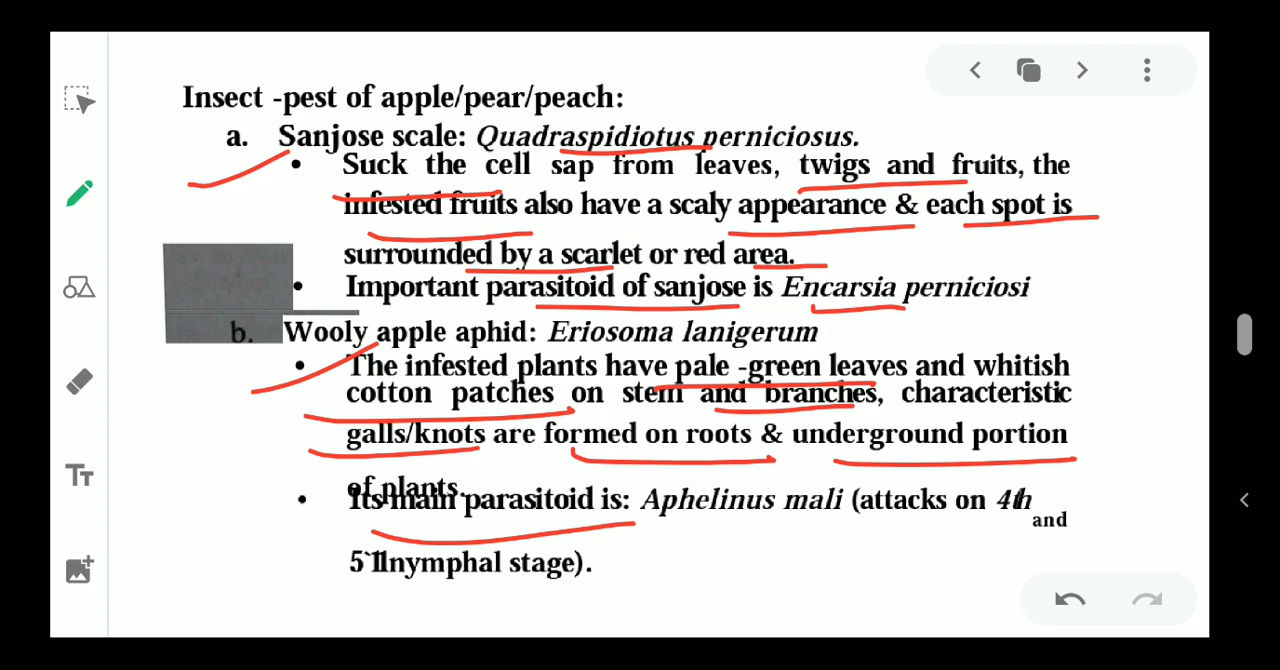 Insect -pest of apple/pear/peach:
a. Sanjose scale: Quadraspidiotus perniciosus.
• Suck the cell sap from leaves, twigs and fruits, the
infested fruits also have a scaly appearance & each spot is
surrounded by a scarlet or red area.
• Important parasitoid of sanjose is Encarsia perniciosi
b. Wooly apple aphid: Eriosoma lanigerum
• The infested plants have pale -green leaves and whitish
cotton patches on stem and branches, characteristic
galls/knots are formed on roots & underground portion
of plants.
• Its main parasitoid is: Aphelinus mali (attacks on 4th
and
nymphal stage).
Tт